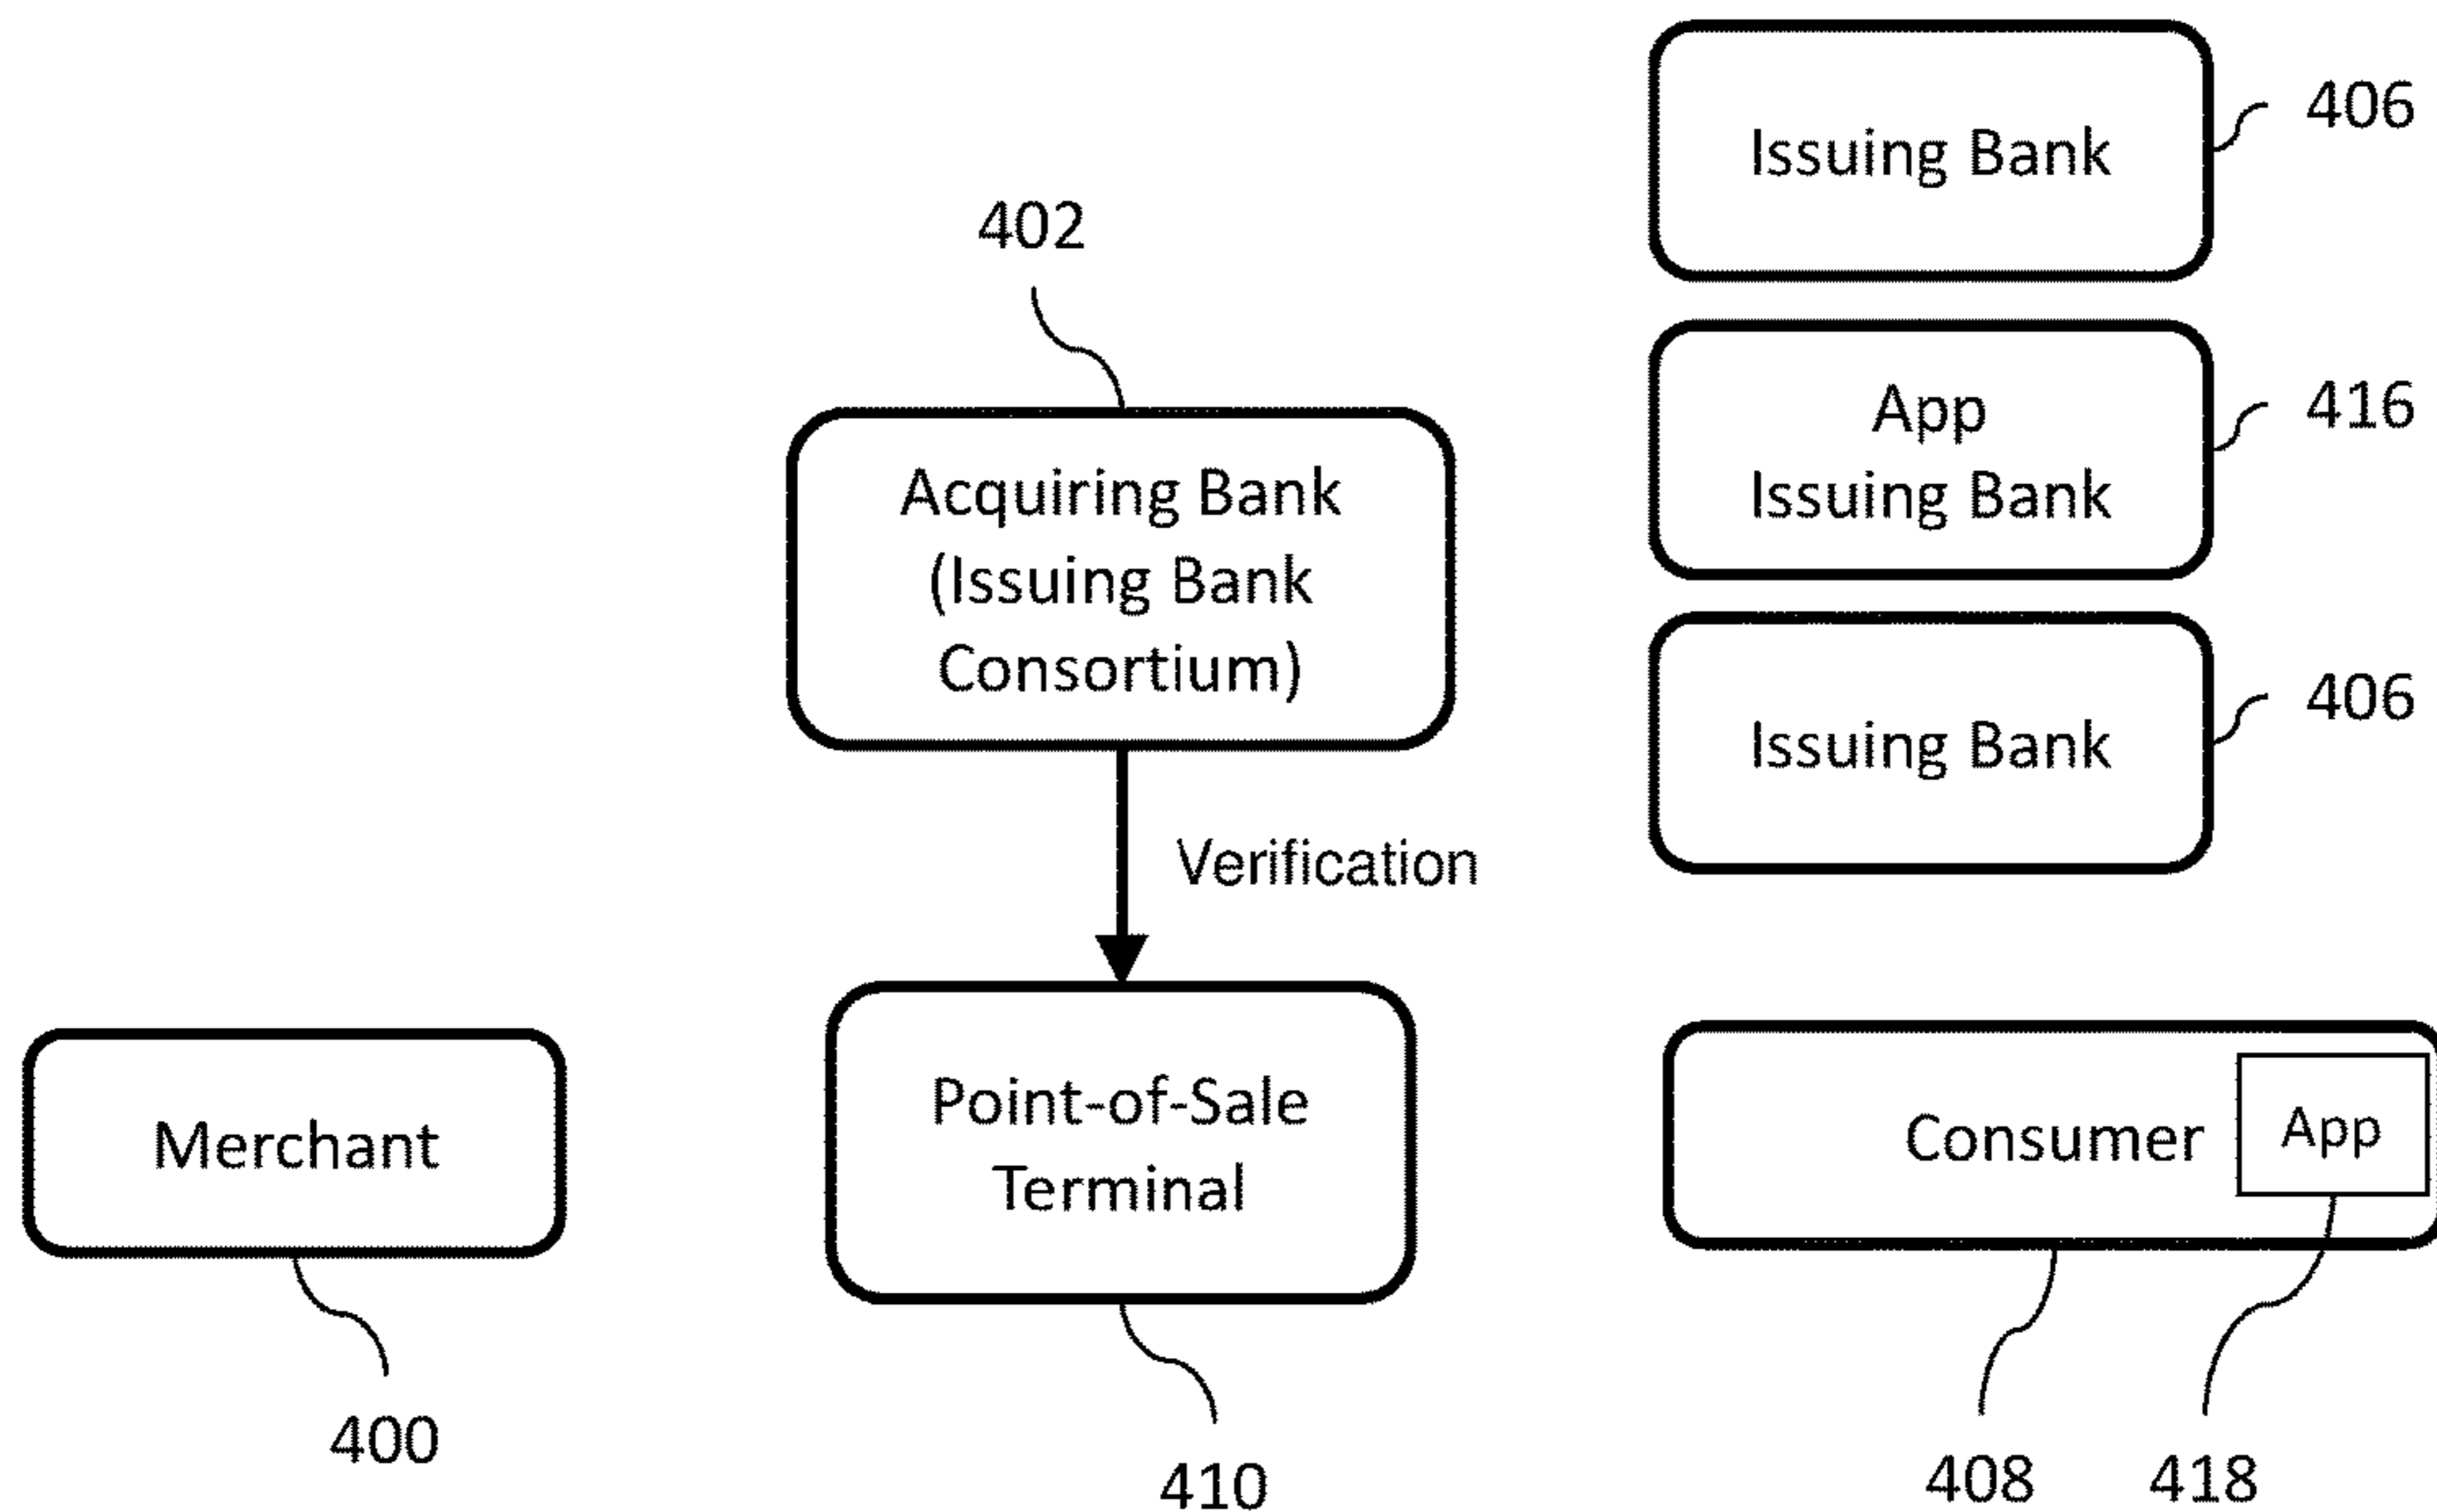 Issuing Bank
406
402
App
Issuing Bank
416
Acquiring Bank
(Issuing Bank
Consortium)
Issuing Bank
406
Verification
Merchant
Point-of-Sale
Terminal
Consumer
App
400
410
408
418